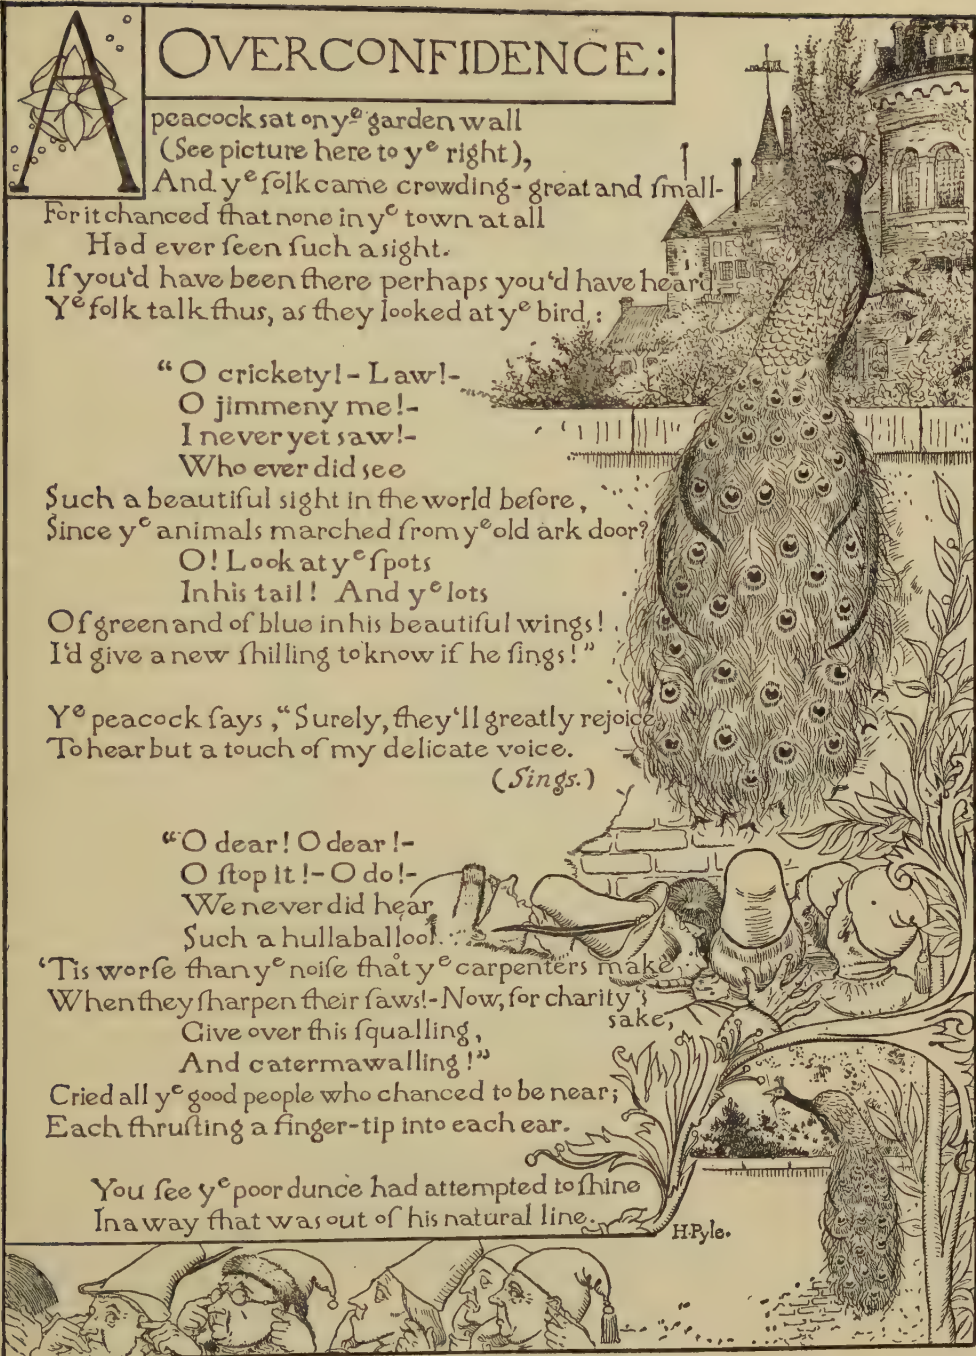 OVERCONFIDENCE:
A peacock sat on yᵉ garden wall
(See picture here to yᵉ right),
And yᵉ folk came crowding-great and ſmall-
For it chanced that none in yᵉ town at all
Had ever ſeen ſuch a sight.
If you'd have been there perhaps you'd have heard
Yᵉ folk talk thus, as they looked at yᵉ bird,:
“O crickety!-Law!-
O jimmeny me!-
I never yet saw!-
Who ever did see
Such a beautiful sight in the world before,
Since yᵉ animals marched from yᵉ old ark door?
O! Look at yᵉ ſpots
In his tail! And yᵉ lots
Of green and of blue in his beautiful wings!
I'd give a new ſhilling to know if he ſings!”
Yᵉ peacock ſays,“Surely, they'll greatly rejoice
To hear but a touch of my delicate voice.
(Sings.)
“O dear! O dear!-
O ſtop it!-O do!-
We never did hear
Such a hullaballoo!
'Tis worſe than yᵉ noiſe that yᵉ carpenters make
When they ſharpen their ſaws!-Now, for charity's
sake,
Give over this ſqualling,
And catermawalling!”
Cried all yᵉ good people who chanced to be near;
Each thruſting a finger-tip into each ear.
You ſee yᵉ poor dunce had attempted to ſhine
In a way that was out of his natural line.
H. Pyle.